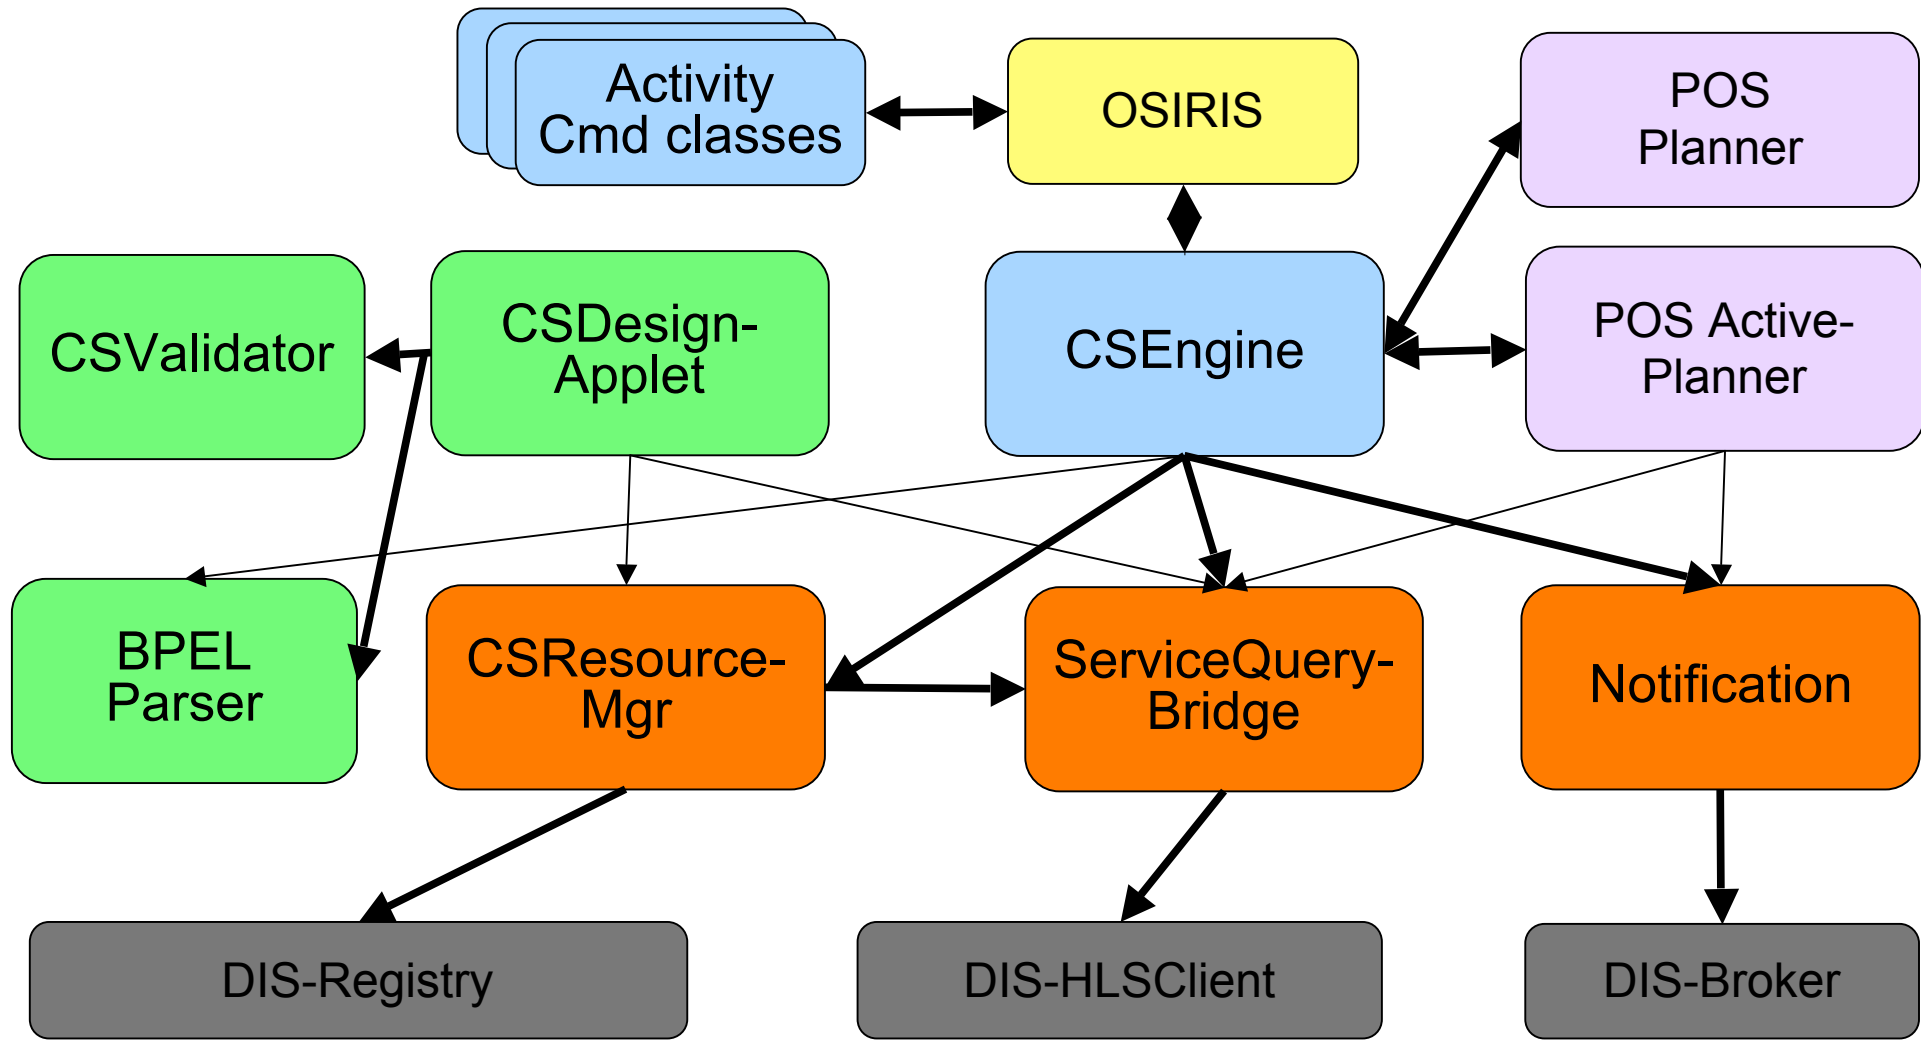 Activity
Cmd classes
OSIRIS
POS
Planner
CSValidator
CSDesign-
Applet
CSEngine
POS Active-
Planner
BPEL
Parser
CSResource-
Mgr
ServiceQuery-
Bridge
Notification
DIS-Registry
DIS-HLSClient
DIS-Broker